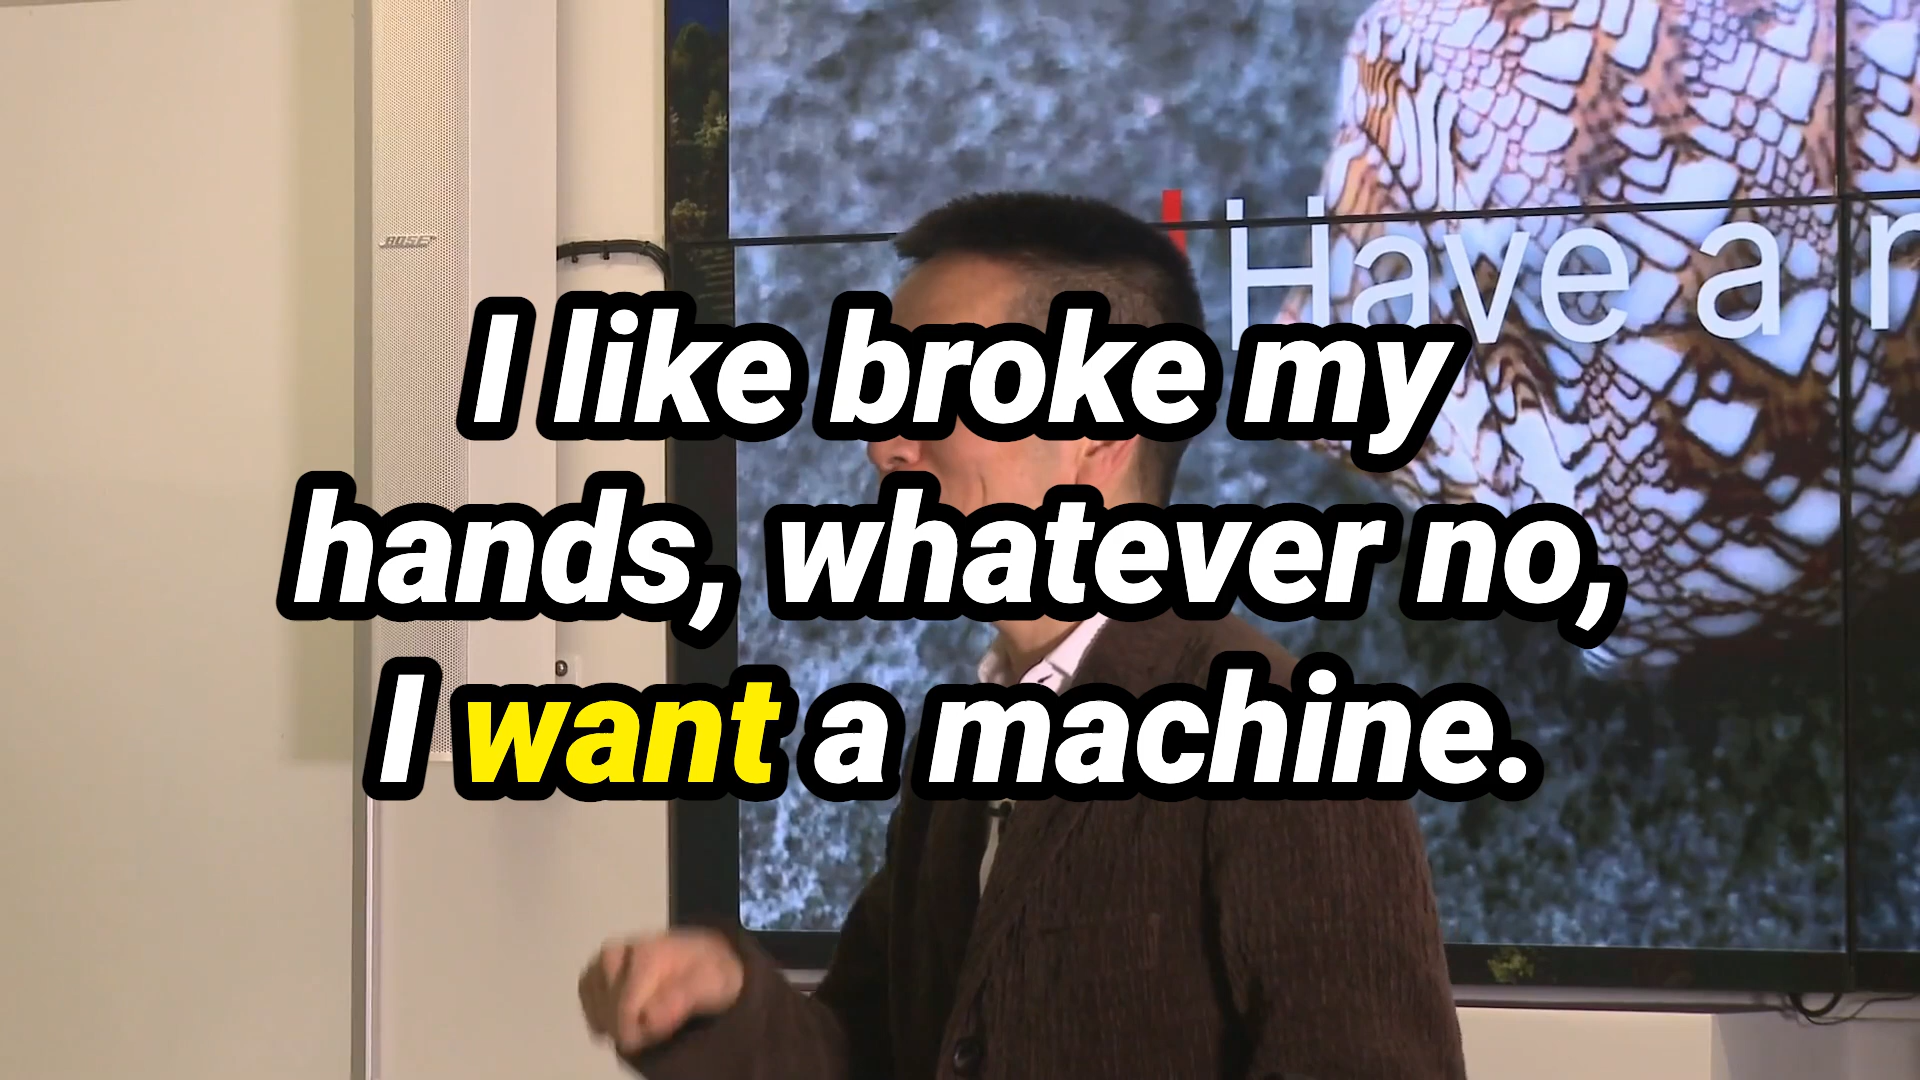 BOSE
Have a
I like broke my
hands, whatever no,
I want a machine.